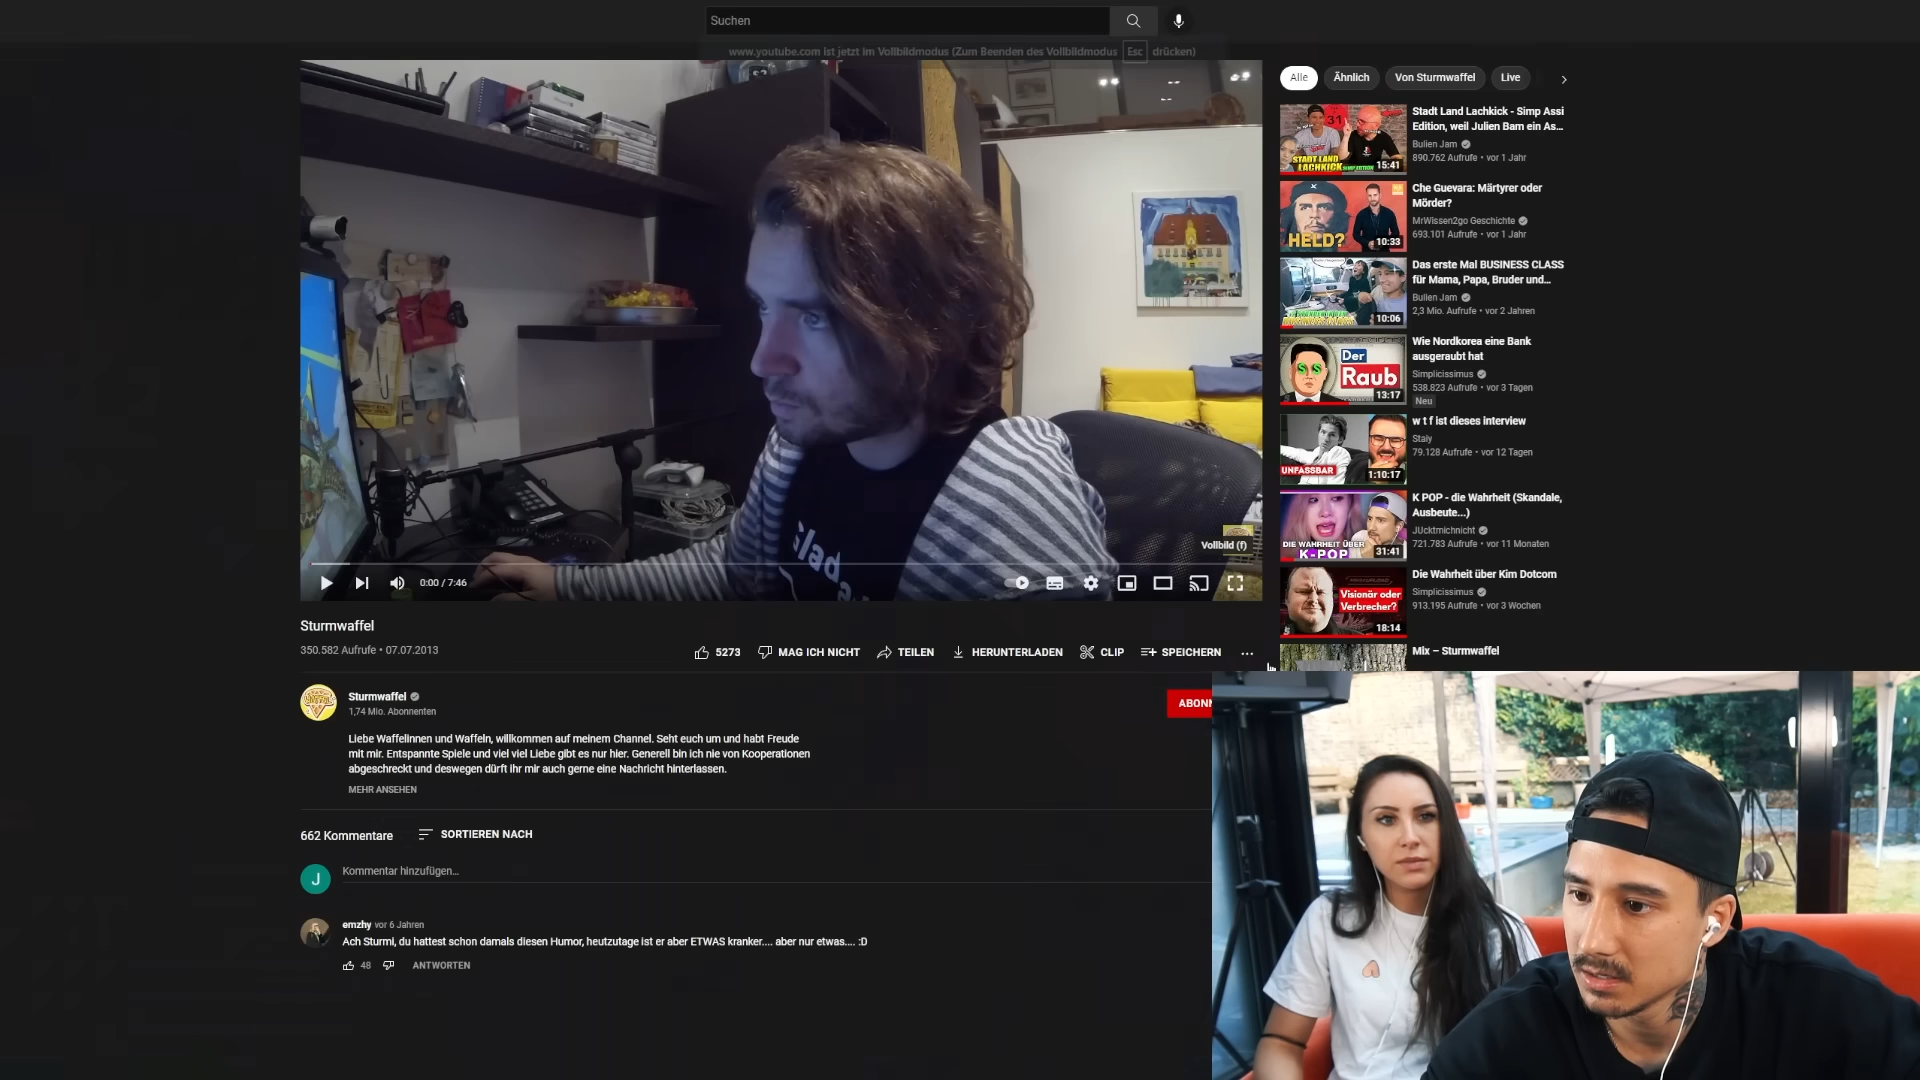 Suchen
www.youtube.com ist jetzt im Vollbildmodus (Zum Beenden des Vollbildmodus Esc drücken)
Vollbild (f)
0:00 / 7:46
Sturmwaffel
350.582 Aufrufe • 07.07.2013
5273
MAG ICH NICHT
TEILEN
HERUNTERLADEN
CLIP
SPEICHERN
Sturmwaffel
1,74 Mio. Abonnenten
ABONN
Liebe Waffelinnen und Waffeln, willkommen auf meinem Channel. Seht euch um und habt Freude
mit mir. Entspannte Spiele und viel viel Liebe gibt es nur hier. Generell bin ich nie von Kooperationen
abgeschreckt und deswegen dürft ihr mir auch gerne eine Nachricht hinterlassen.
MEHR ANSEHEN
662 Kommentare
SORTIEREN NACH
J
Kommentar hinzufügen...
emzhy vor 6 Jahren
Ach Sturmi, du hattest schon damals diesen Humor, heutzutage ist er aber ETWAS kranker.... aber nur etwas.... :D
48
ANTWORTEN
Alle
Ähnlich
Von Sturmwaffel
Live
31
STADT LAND
LACHKICK
15:41
Stadt Land Lachkick - Simp Assi
Edition, weil Julien Bam ein As...
Bullen Jam
890.762 Aufrufe • vor 1 Jahr
HELD?
10:33
Che Guevara: Märtyrer oder
Mörder?
MrWissen2go Geschichte
693.101 Aufrufe • vor 1 Jahr
BUSINESS CLASS
10:06
Das erste Mal BUSINESS CLASS
für Mama, Papa, Bruder und...
Bullen Jam
2,3 Mio. Aufrufe • vor 2 Jahren
Der
Raub
13:17
Wie Nordkorea eine Bank
ausgeraubt hat
Simplicissimus
538.823 Aufrufe • vor 3 Tagen
Neu
UNFASSBAR
1:10:17
w t f ist dieses interview
Staiy
79.128 Aufrufe • vor 12 Tagen
DIE WAHRHEIT ÜBER
K-POP
31:41
K POP - die Wahrheit (Skandale,
Ausbeute...)
JUcktmichnicht
721.783 Aufrufe • vor 11 Monaten
Visionär oder
Verbrecher?
18:14
Die Wahrheit über Kim Dotcom
Simplicissimus
913.195 Aufrufe • vor 3 Wochen
Mix – Sturmwaffel